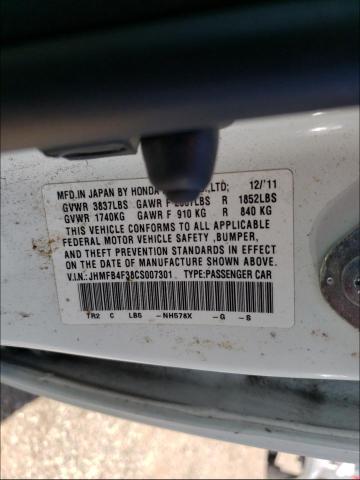 MFD.IN JAPAN BY HONDA LTD; 12/'11
GVWR 3837LBS GAWR F LBS R 1852LBS
GVWR 1740KG GAWR F 910 KG R 840 KG
THIS VEHICLE CONFORMS TO ALL APPLICABLE
FEDERAL MOTOR VEHICLE SAFETY ,BUMPER,
AND THEFT PREVENTION STANDARDS IN
EFFECT ON THE DATE OF MANUFACTURE SHOWN ABOVE.
V.I.N.:JHMFB4F38CS007301 TYPE:PASSENGER CAR
TR2 C LBS -NH578X -G -S